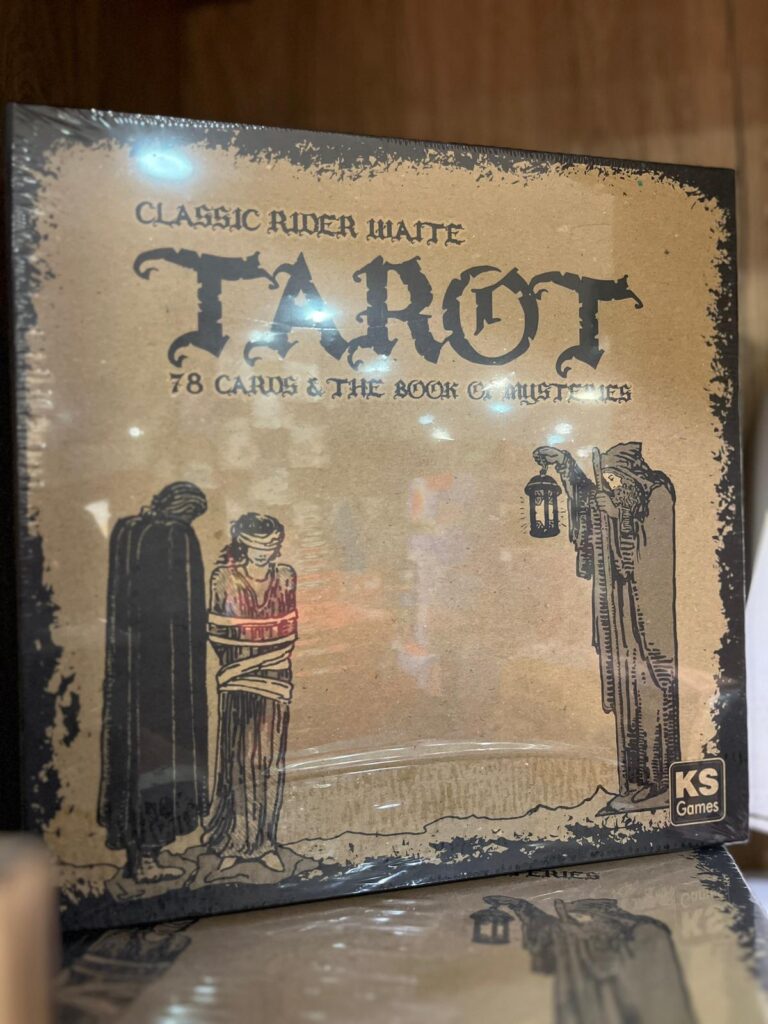 CLASSIC RIDER WAITE
TAROT
78 CARDS & THE BOOK OF MYSTERIES
KS
Games